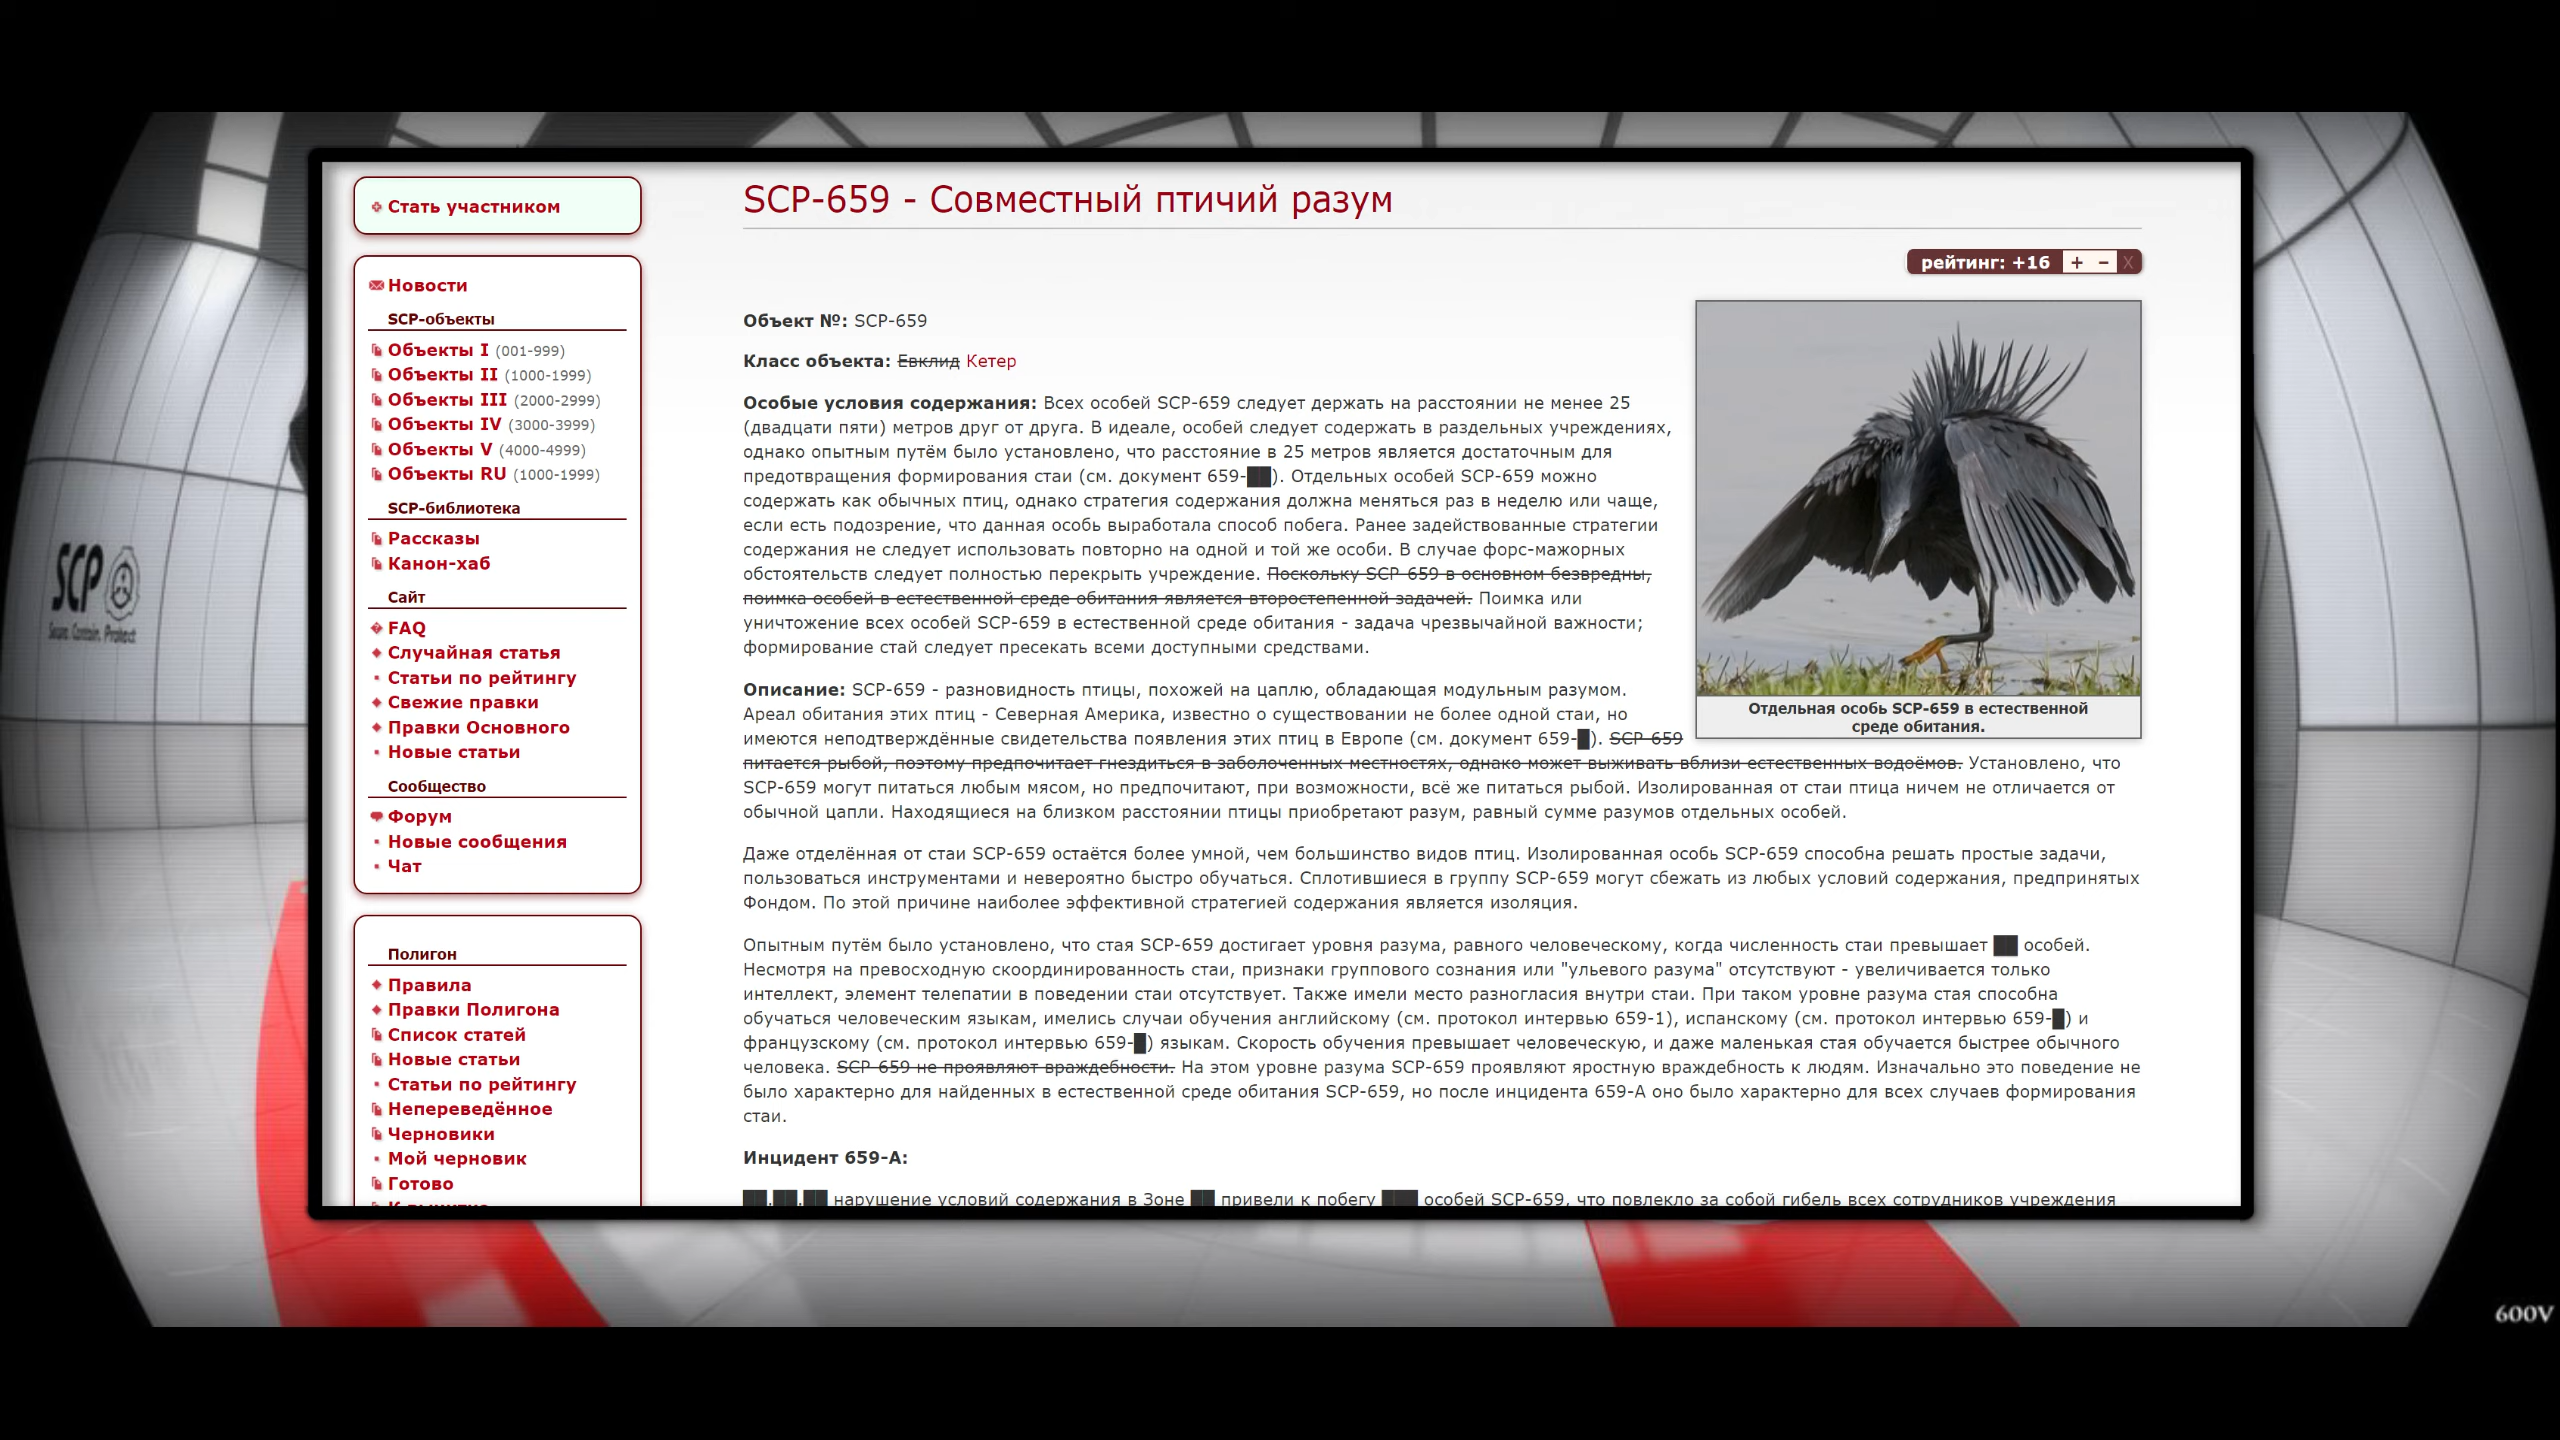 SCP
Secure. Contain. Protect
Стать участником
Новости
SCP-объекты
Объекты I (001-999)
Объекты II (1000-1999)
Объекты III (2000-2999)
Объекты IV (3000-3999)
Объекты V (4000-4999)
Объекты RU (1000-1999)
SCP-библиотека
Рассказы
Канон-хаб
Сайт
FAQ
Случайная статья
Статьи по рейтингу
Свежие правки
Правки Основного
Новые статьи
Сообщество
Форум
Новые сообщения
Чат
Полигон
Правила
Правки Полигона
Список статей
Новые статьи
Статьи по рейтингу
Непереведённое
Черновики
Мой черновик
Готово
SCP-659 - Совместный птичий разум
рейтинг: +16 + − X
Объект №: SCP-659
Класс объекта: Евклид Кетер
Особые условия содержания: Всех особей SCP-659 следует держать на расстоянии не менее 25
(двадцати пяти) метров друг от друга. В идеале, особей следует содержать в раздельных учреждениях,
однако опытным путём было установлено, что расстояние в 25 метров является достаточным для
предотвращения формирования стаи (см. документ 659-██). Отдельных особей SCP-659 можно
содержать как обычных птиц, однако стратегия содержания должна меняться раз в неделю или чаще,
если есть подозрение, что данная особь выработала способ побега. Ранее задействованные стратегии
содержания не следует использовать повторно на одной и той же особи. В случае форс-мажорных
обстоятельств следует полностью перекрыть учреждение. Поскольку SCP-659 в основном безвредны,
поимка особей в естественной среде обитания является второстепенной задачей. Поимка или
уничтожение всех особей SCP-659 в естественной среде обитания - задача чрезвычайной важности;
формирование стай следует пресекать всеми доступными средствами.
Отдельная особь SCP-659 в естественной
среде обитания.
Описание: SCP-659 - разновидность птицы, похожей на цаплю, обладающая модульным разумом.
Ареал обитания этих птиц - Северная Америка, известно о существовании не более одной стаи, но
имеются неподтверждённые свидетельства появления этих птиц в Европе (см. документ 659-█). SCP-659
питается рыбой, поэтому предпочитает гнездиться в заболоченных местностях, однако может выживать вблизи естественных водоёмов. Установлено, что
SCP-659 могут питаться любым мясом, но предпочитают, при возможности, всё же питаться рыбой. Изолированная от стаи птица ничем не отличается от
обычной цапли. Находящиеся на близком расстоянии птицы приобретают разум, равный сумме разумов отдельных особей.
Даже отделённая от стаи SCP-659 остаётся более умной, чем большинство видов птиц. Изолированная особь SCP-659 способна решать простые задачи,
пользоваться инструментами и невероятно быстро обучаться. Сплотившиеся в группу SCP-659 могут сбежать из любых условий содержания, предпринятых
Фондом. По этой причине наиболее эффективной стратегией содержания является изоляция.
Опытным путём было установлено, что стая SCP-659 достигает уровня разума, равного человеческому, когда численность стаи превышает ██ особей.
Несмотря на превосходную скоординированность стаи, признаки группового сознания или "ульевого разума" отсутствуют - увеличивается только
интеллект, элемент телепатии в поведении стаи отсутствует. Также имели место разногласия внутри стаи. При таком уровне разума стая способна
обучаться человеческим языкам, имелись случаи обучения английскому (см. протокол интервью 659-1), испанскому (см. протокол интервью 659-█) и
французскому (см. протокол интервью 659-█) языкам. Скорость обучения превышает человеческую, и даже маленькая стая обучается быстрее обычного
человека. SCP-659 не проявляют враждебности. На этом уровне разума SCP-659 проявляют яростную враждебность к людям. Изначально это поведение не
было характерно для найденных в естественной среде обитания SCP-659, но после инцидента 659-А оно было характерно для всех случаев формирования
стаи.
Инцидент 659-А:
██.██.██ нарушение условий содержания в Зоне ██ привели к побегу ███ особей SCP-659, что повлекло за собой гибель всех сотрудников учреждения
600V